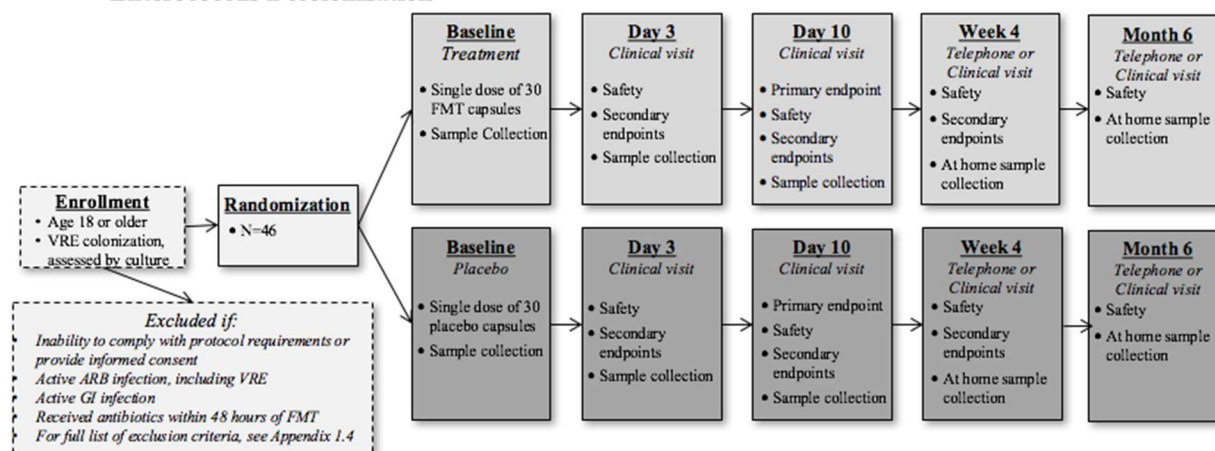 Enrollment
• Age 18 or older
• VRE colonization,
assessed by culture
Excluded if:
• Inability to comply with protocol requirements or
provide informed consent
• Active ARB infection, including VRE
• Active GI infection
• Received antibiotics within 48 hours of FMT
• For full list of exclusion criteria, see Appendix 1.4
Randomization
• N=46
Baseline
Treatment
• Single dose of 30
FMT capsules
• Sample Collection
Day 3
Clinical visit
• Safety
• Secondary
endpoints
• Sample collection
Day 10
Clinical visit
• Primary endpoint
• Safety
• Secondary
endpoints
• Sample collection
Week 4
Telephone or
Clinical visit
• Safety
• Secondary
endpoints
• At home sample
collection
Month 6
Telephone or
Clinical visit
• Safety
• At home sample
collection
Baseline
Placebo
• Single dose of 30
placebo capsules
• Sample collection
Day 3
Clinical visit
• Safety
• Secondary
endpoints
• Sample collection
Day 10
Clinical visit
• Primary endpoint
• Safety
• Secondary
endpoints
• Sample collection
Week 4
Telephone or
Clinical visit
• Safety
• Secondary
endpoints
• At home sample
collection
Month 6
Telephone or
Clinical visit
• Safety
• At home sample
collection